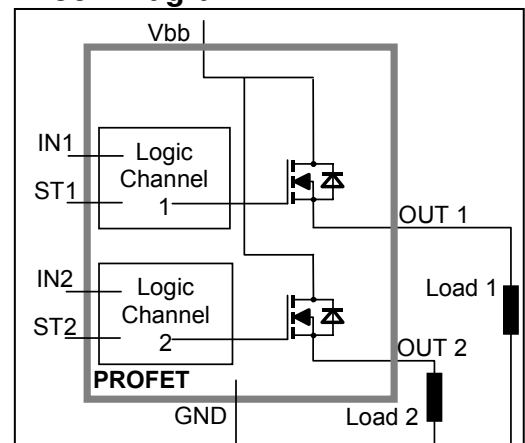 Vbb
IN1
Logic
Channel
1
ST1
OUT 1
IN2
Logic
Channel
2
ST2
Load 1
OUT 2
PROFET
GND
Load 2